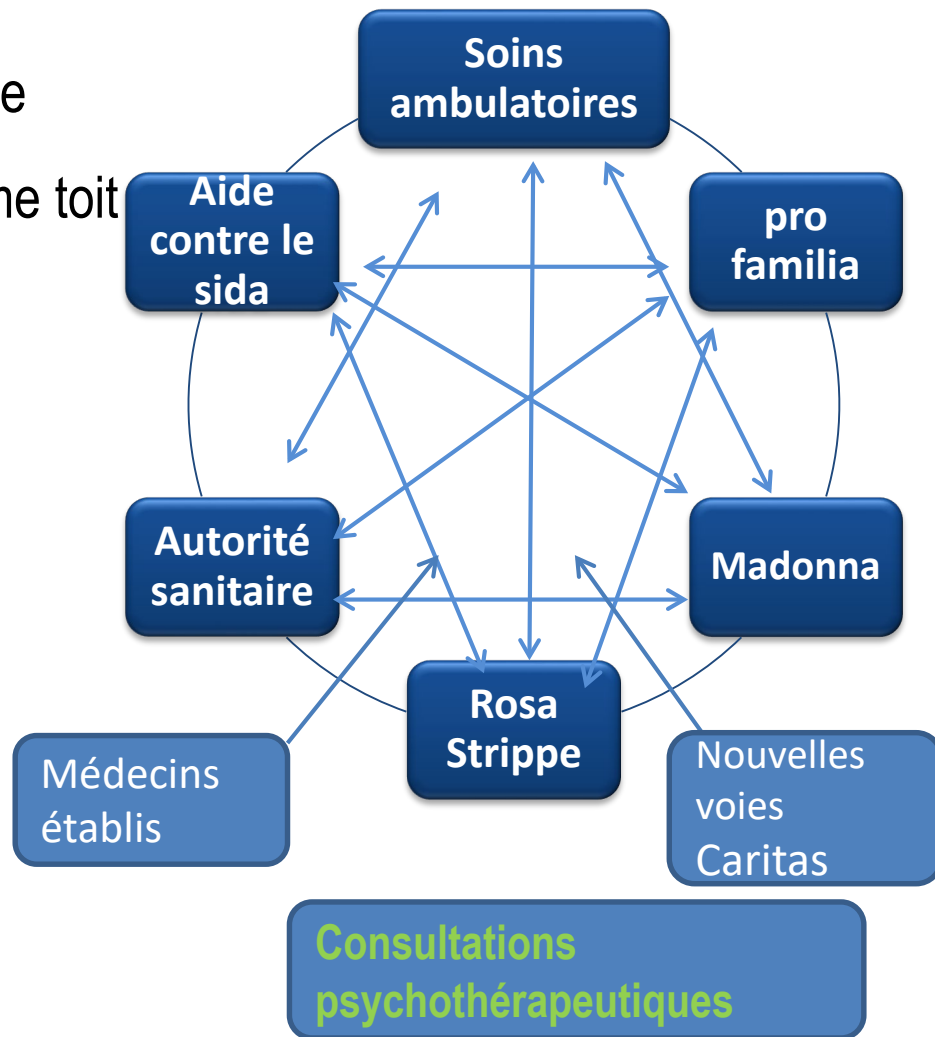 Soins
ambulatoires
toit
Aide
contre le
sida
pro
familia
Autorité
sanitaire
Madonna
Rosa
Strippe
Médecins
établis
Nouvelles
voies
Caritas
Consultations
psychothérapeutiques